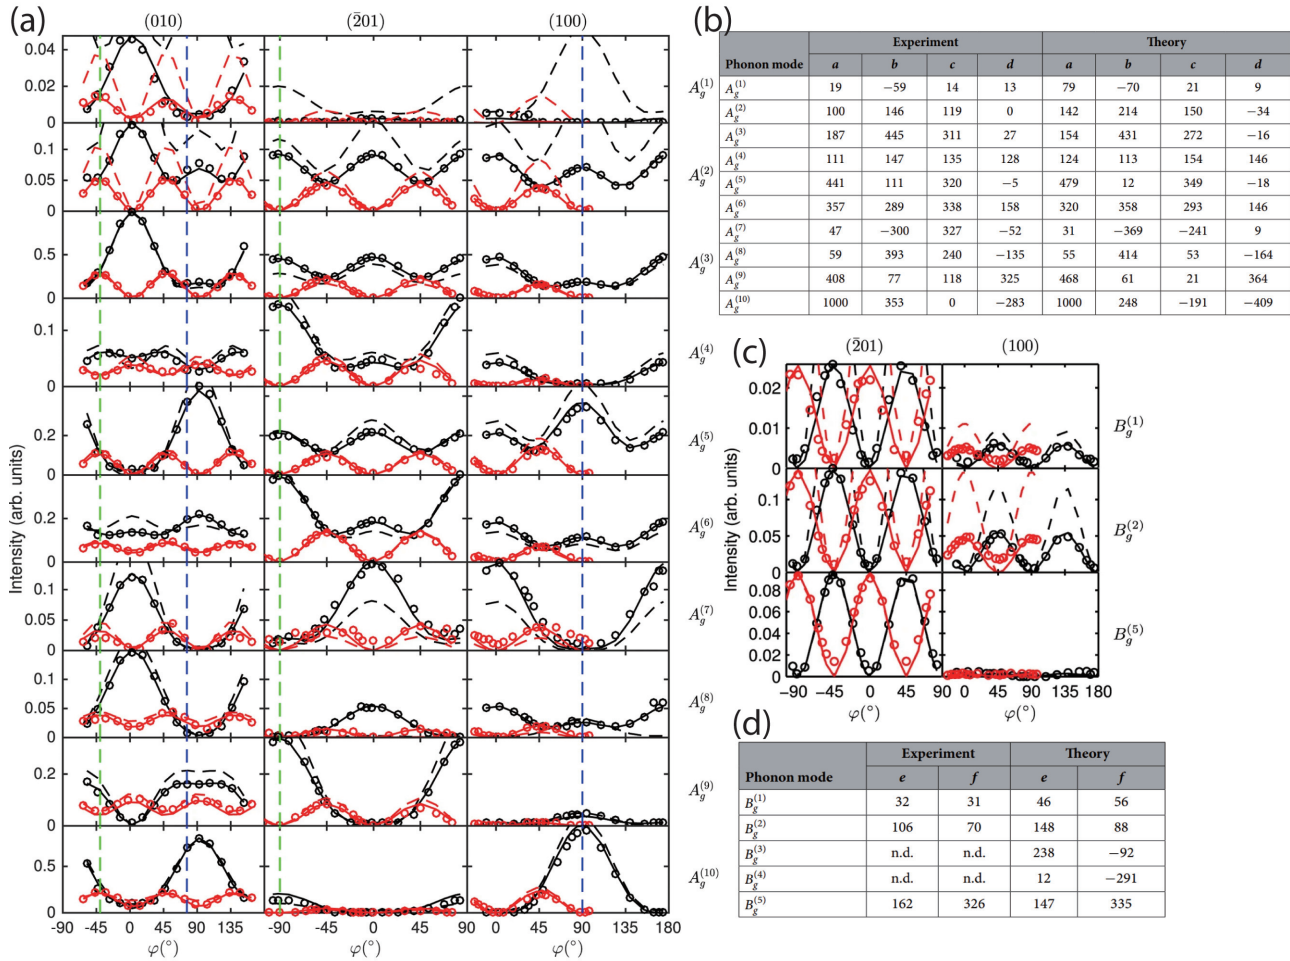 (a)
(010) (2̄01) (100)
0.04
0.02
0
A_g^(1)
0.1
0.05
0
A_g^(2)
0.5
0
A_g^(3)
0.1
0
A_g^(4)
0.2
0
A_g^(5)
0.2
0
A_g^(6)
0.1
0.05
0
A_g^(7)
0.1
0.05
0
A_g^(8)
0.2
0
A_g^(9)
0.5
0
A_g^(10)
Intensity (arb. units)
-90 -45 0 45 90 135 -90 -45 0 45 90 0 45 90 135 180
φ(°) φ(°) φ(°)
(b)
Experiment Theory
Phonon mode a b c d a b c d
A_g^(1) 19 −59 14 13 79 −70 21 9
A_g^(2) 100 146 119 0 142 214 150 −34
A_g^(3) 187 445 311 27 154 431 272 −16
A_g^(4) 111 147 135 128 124 113 154 146
A_g^(5) 441 111 320 −5 479 12 349 −18
A_g^(6) 357 289 338 158 320 358 293 146
A_g^(7) 47 −300 327 −52 31 −369 −241 9
A_g^(8) 59 393 240 −135 55 414 53 −164
A_g^(9) 408 77 118 325 468 61 21 364
A_g^(10) 1000 353 0 −283 1000 248 −191 −409
(c)
(2̄01) (100)
0.02
0.01
0
B_g^(1)
0.1
0.05
0
B_g^(2)
0.08
0.06
0.04
0.02
0
B_g^(5)
Intensity (arb. units)
-90 -45 0 45 90 0 45 90 135 180
φ(°) φ(°)
(d)
Experiment Theory
Phonon mode e f e f
B_g^(1) 32 31 46 56
B_g^(2) 106 70 148 88
B_g^(3) n.d. n.d. 238 −92
B_g^(4) n.d. n.d. 12 −291
B_g^(5) 162 326 147 335